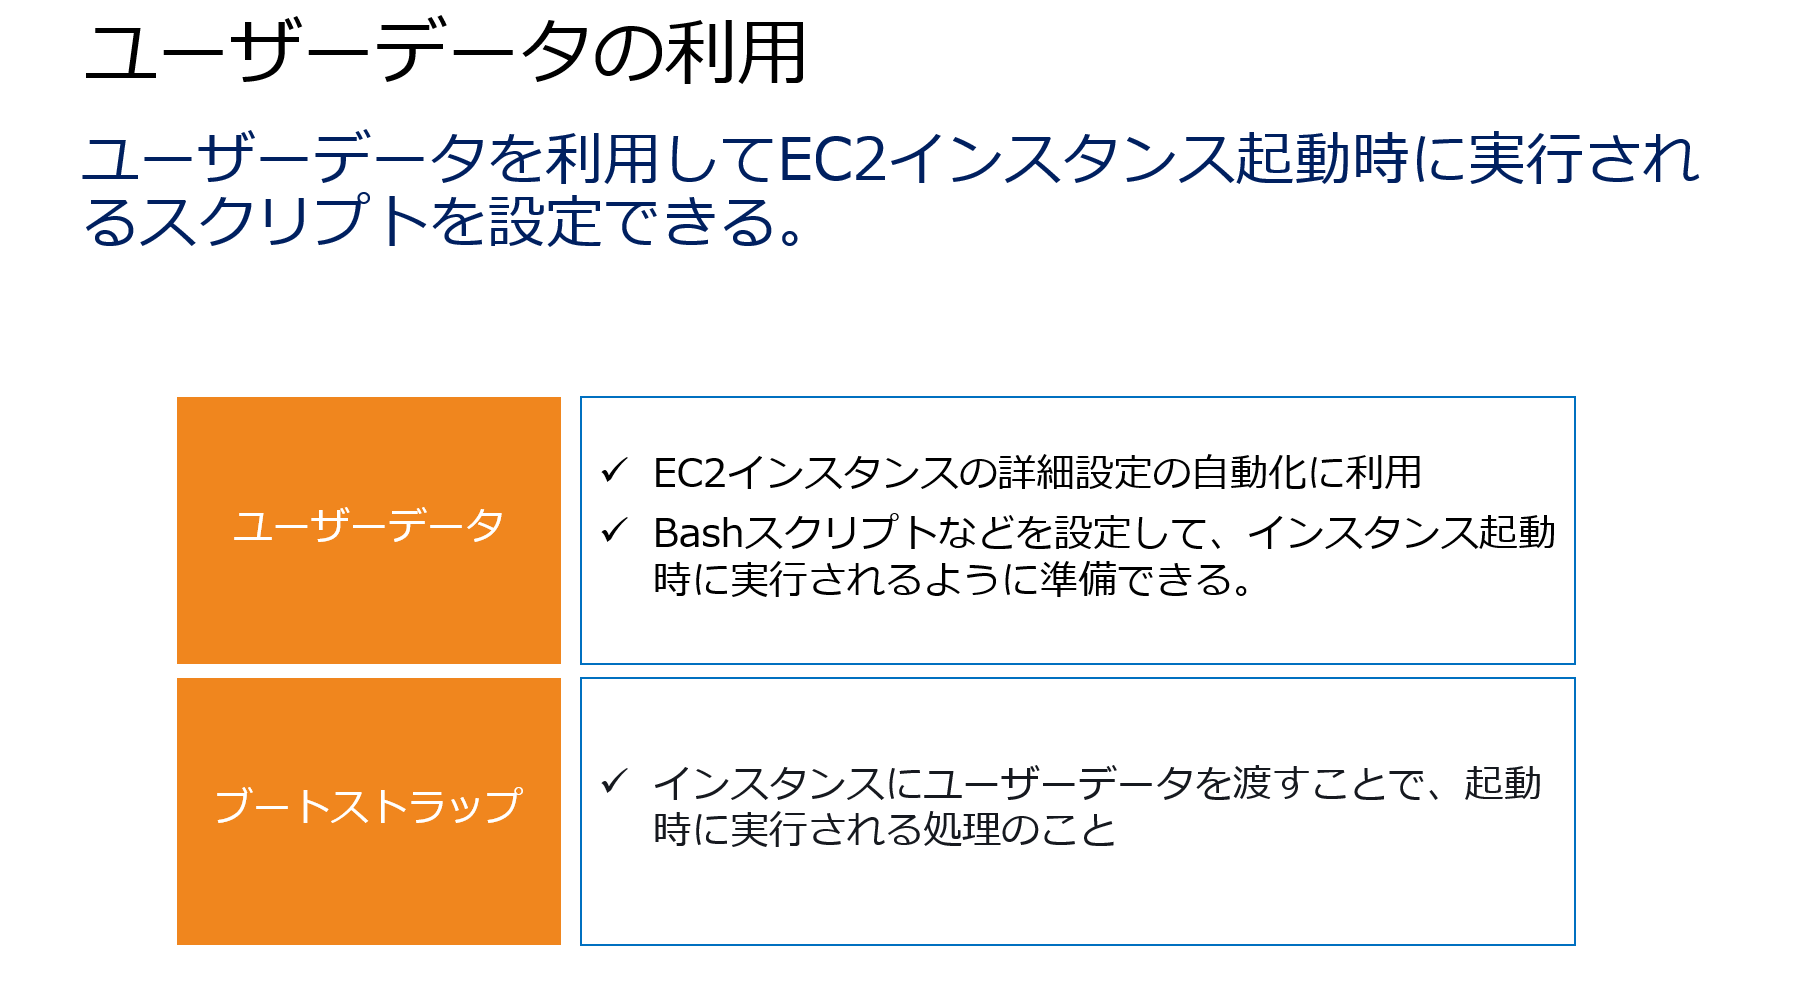 ユーザーデータの利用
ユーザーデータを利用してEC2インスタンス起動時に実行され
るスクリプトを設定できる。
ユーザーデータ
✓ EC2インスタンスの詳細設定の自動化に利用
✓ Bashスクリプトなどを設定して、インスタンス起動
時に実行されるように準備できる。
ブートストラップ
✓ インスタンスにユーザーデータを渡すことで、起動
時に実行される処理のこと